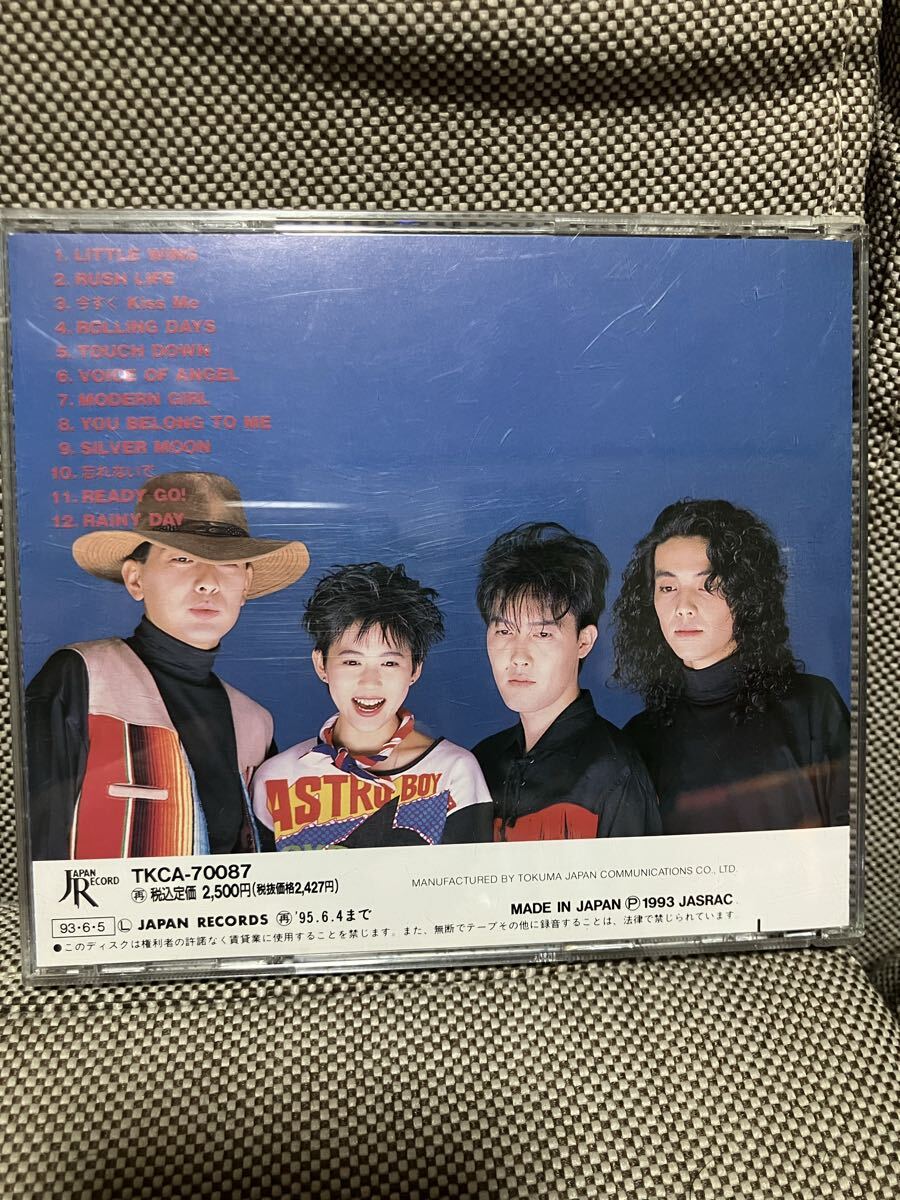 1. LITTLE WING
2. RUSH LIFE
3. 今すぐ Kiss Me
4. ROLLING DAYS
5. TOUCH DOWN
6. VOICE OF ANGEL
7. MODERN GIRL
8. YOU BELONG TO ME
9. SILVER MOON
10. 忘れないで
11. READY GO!
12. RAINY DAY
ASTRO BOY
JAPAN RECORD
TKCA-70087
再 税込定価 2,500円(税抜価格2,427円)
MANUFACTURED BY TOKUMA JAPAN COMMUNICATIONS CO., LTD.
93・6・5 Ⓛ JAPAN RECORDS 再 '95.6.4まで
MADE IN JAPAN Ⓟ1993 JASRAC
●このディスクは権利者の許諾なく賃貸業に使用することを禁じます。また、無断でテープその他に録音することは、法律で禁じられています。